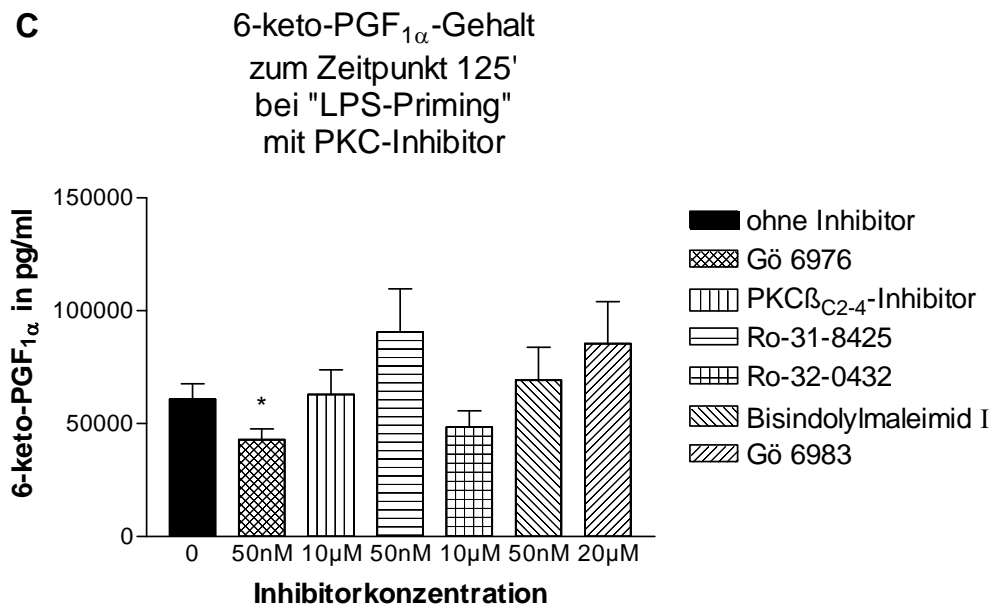 C
6-keto-PGF1α-Gehalt
zum Zeitpunkt 125'
bei "LPS-Priming"
mit PKC-Inhibitor
6-keto-PGF1α in pg/ml
150000
100000
50000
0
*
0 50nM 10µM 50nM 10µM 50nM 20µM
Inhibitorkonzentration
ohne Inhibitor
Gö 6976
PKCßC2-4-Inhibitor
Ro-31-8425
Ro-32-0432
Bisindolylmaleimid I
Gö 6983